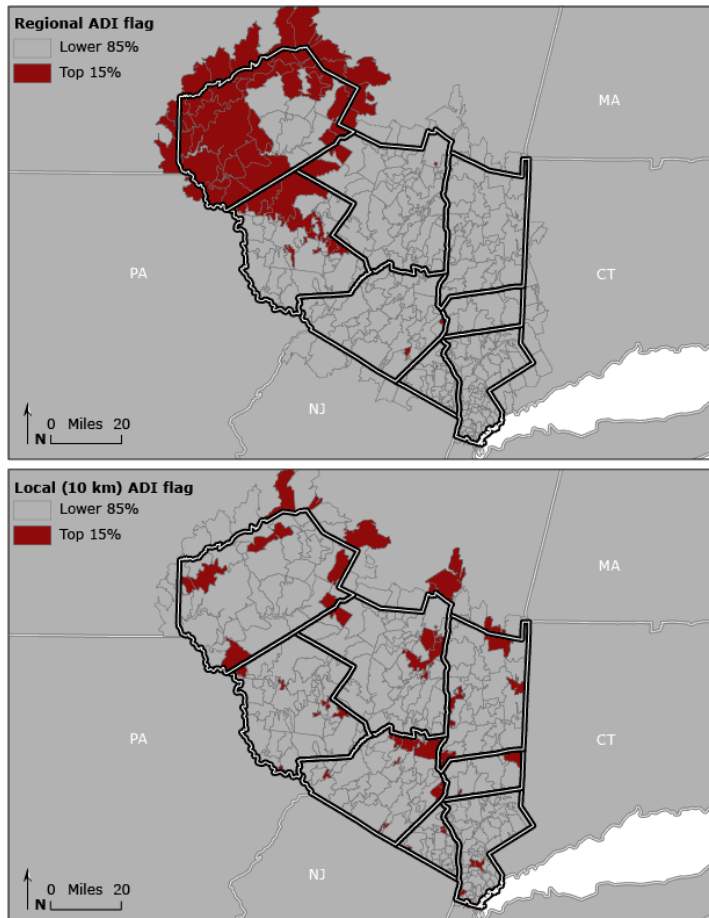 Regional ADI flag
Lower 85%
Top 15%
MA
PA
CT
NJ
0 Miles 20
N
Local (10 km) ADI flag
Lower 85%
Top 15%
MA
PA
CT
NJ
0 Miles 20
N